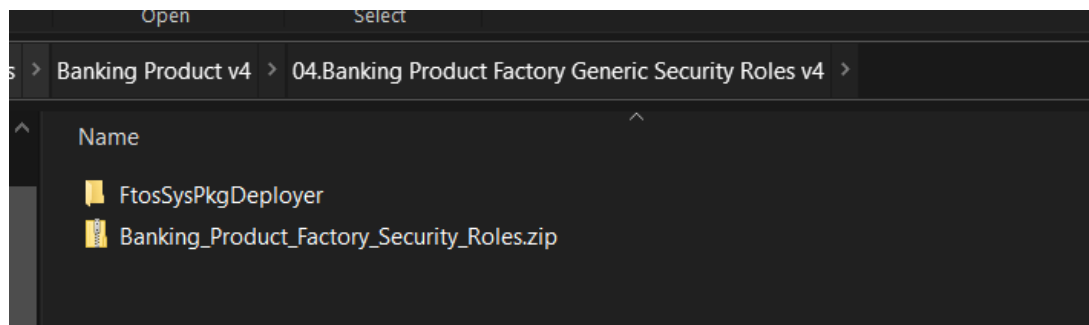 Open Select
s > Banking Product v4 > 04.Banking Product Factory Generic Security Roles v4 >
Name
FtosSysPkgDeployer
Banking_Product_Factory_Security_Roles.zip